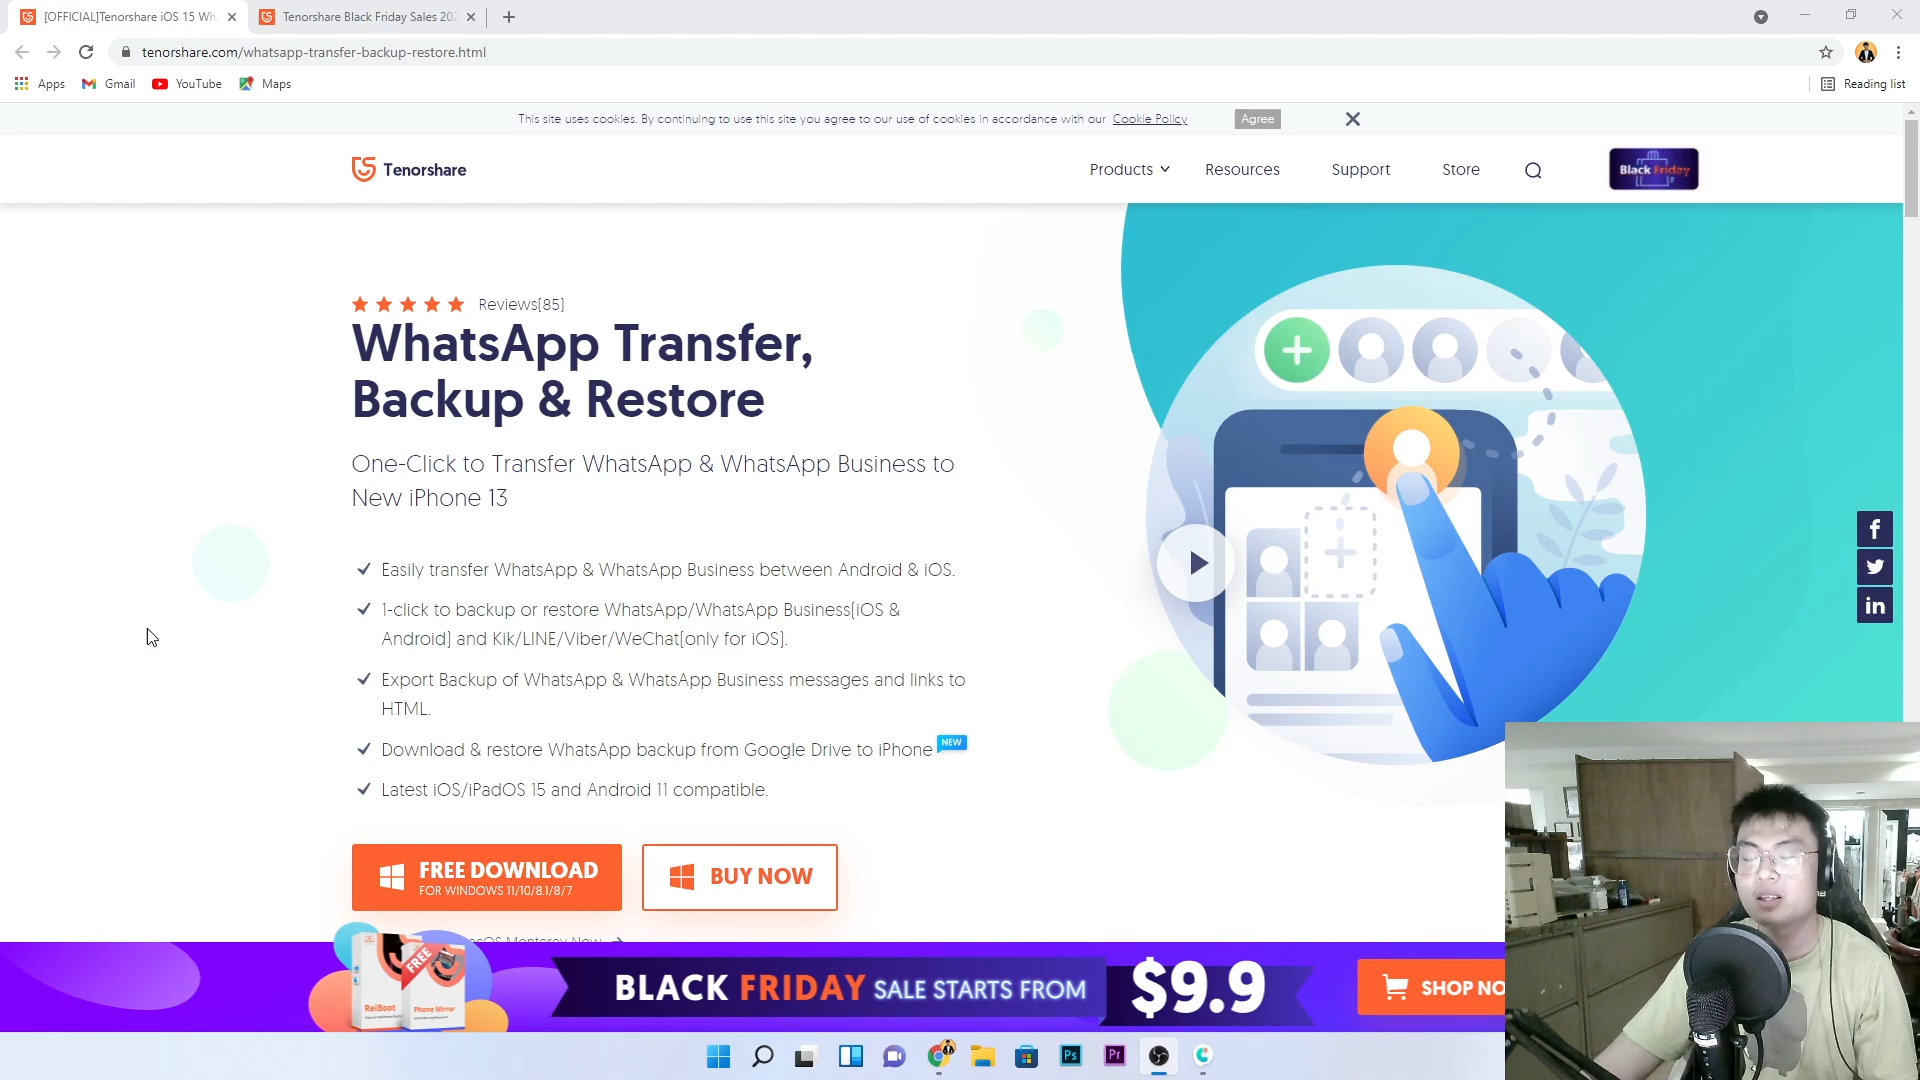 [OFFICIAL]Tenorshare iOS 15 Wh
Tenorshare Black Friday Sales 202
tenorshare.com/whatsapp-transfer-backup-restore.html
Apps
Gmail
YouTube
Maps
Reading list
This site uses cookies. By continuing to use this site you agree to our use of cookies in accordance with our Cookie Policy
Agree
Tenorshare
Products
Resources
Support
Store
Black Friday
Reviews(85)
WhatsApp Transfer,
Backup & Restore
One-Click to Transfer WhatsApp & WhatsApp Business to
New iPhone 13
Easily transfer WhatsApp & WhatsApp Business between Android & iOS.
1-click to backup or restore WhatsApp/WhatsApp Business(iOS &
Android) and Kik/LINE/Viber/WeChat(only for iOS).
Export Backup of WhatsApp & WhatsApp Business messages and links to
HTML.
Download & restore WhatsApp backup from Google Drive to iPhone NEW
Latest iOS/iPadOS 15 and Android 11 compatible.
FREE DOWNLOAD
FOR WINDOWS 11/10/8.1/8/7
BUY NOW
f
in
FREE
ReiBoot
Phone Mirror
BLACK FRIDAY SALE STARTS FROM $9.9
SHOP NO
Ps
Pr